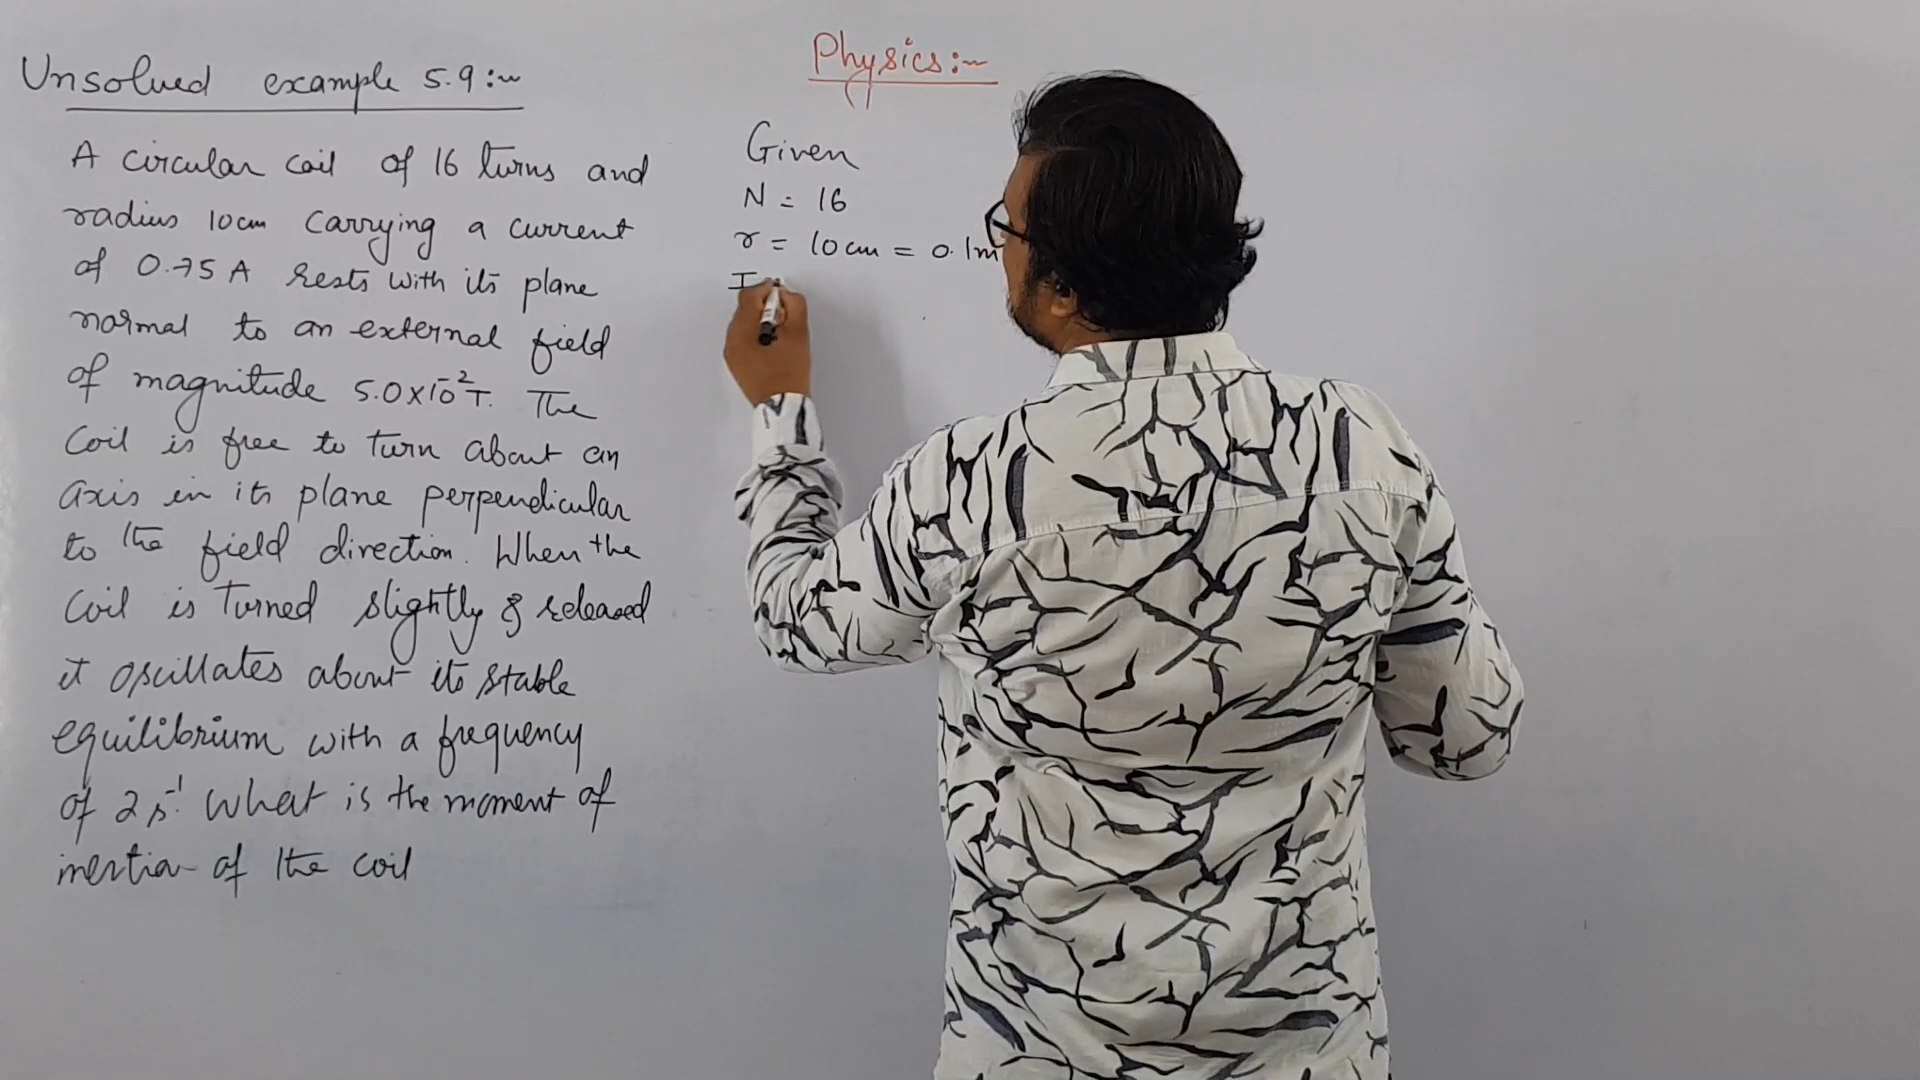 Unsolved example 5.9:~
A circular coil of 16 turns and
radius 10cm carrying a current
of 0.75 A rests with its plane
normal to an external field
of magnitude 5.0×10⁻²T. The
Coil is free to turn about an
axis in its plane perpendicular
to the field direction. When the
Coil is Turned slightly & released
it oscillates about its stable
equilibrium with a frequency
of 2 s⁻¹. What is the moment of
inertia of the coil
Physics:~
Given
N = 16
r = 10 cm = 0.1m
I